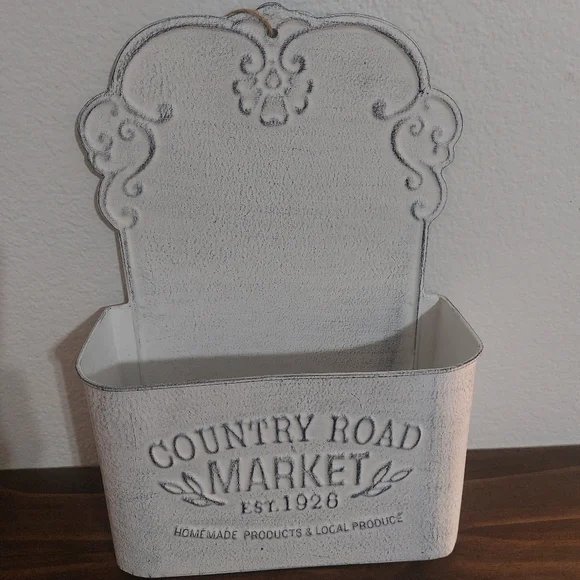 COUNTRY ROAD
MARKET
EST. 1926
HOMEMADE PRODUCTS & LOCAL PRODUCE